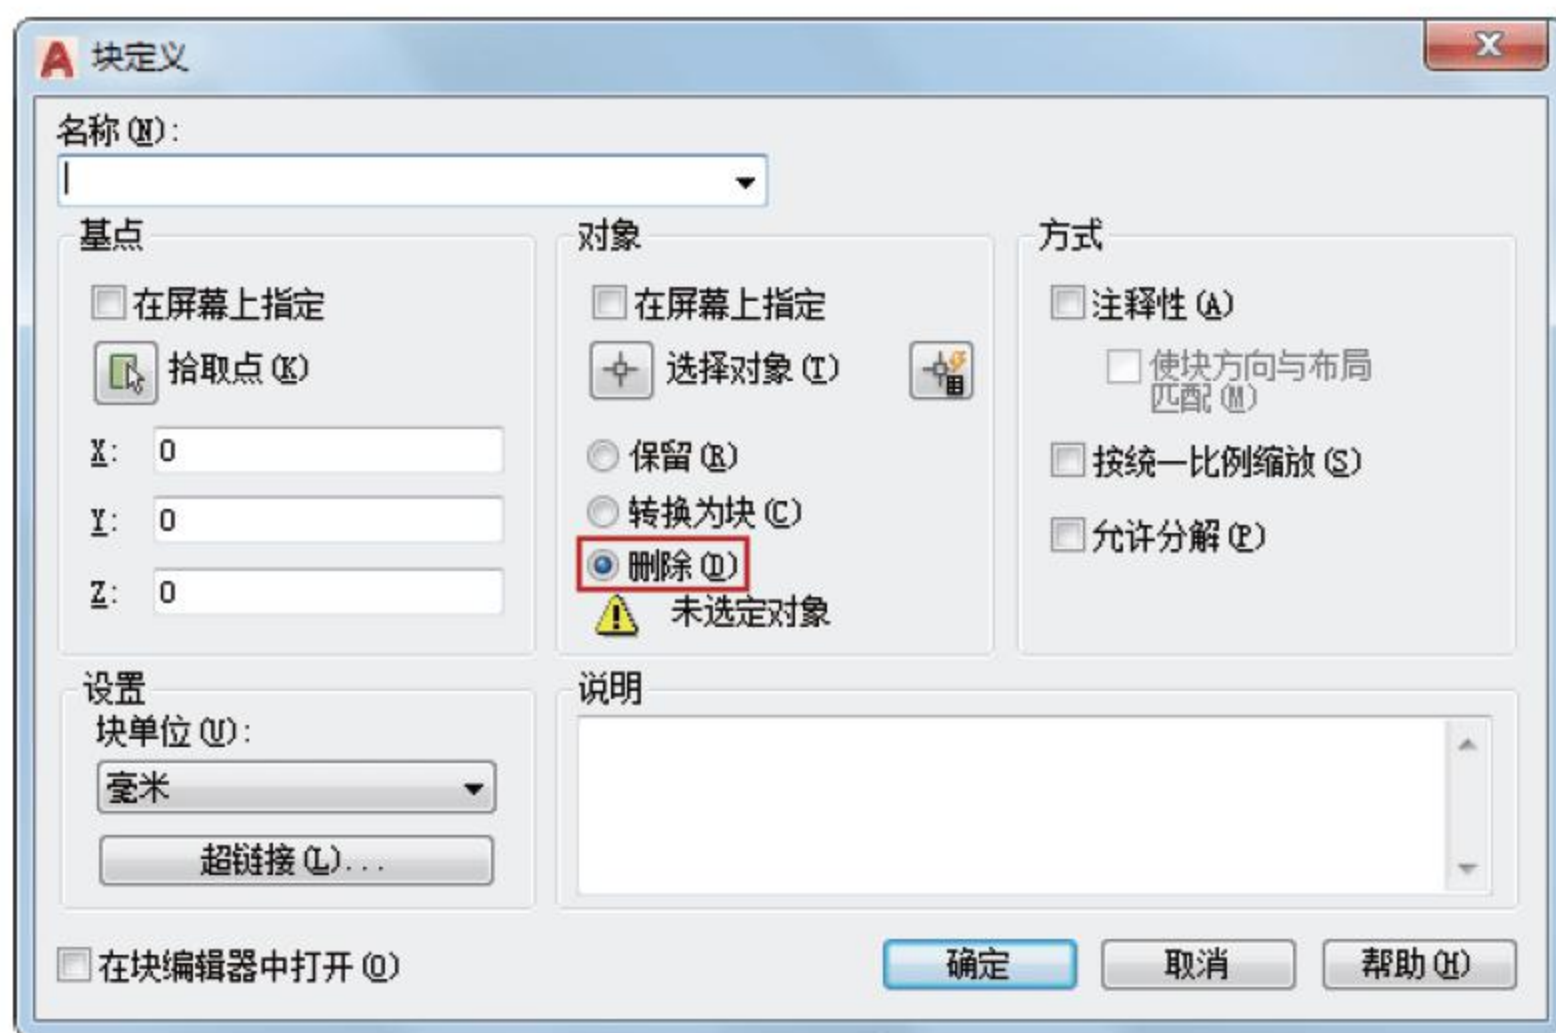 块定义
名称(N):
基点
在屏幕上指定
拾取点(K)
X: 0
Y: 0
Z: 0
对象
在屏幕上指定
选择对象(T)
保留(R)
转换为块(C)
删除(D)
未选定对象
方式
注释性(A)
使块方向与布局
匹配(M)
按统一比例缩放(S)
允许分解(P)
设置
块单位(U):
毫米
超链接(L)...
说明
在块编辑器中打开(O)
确定 取消 帮助(H)